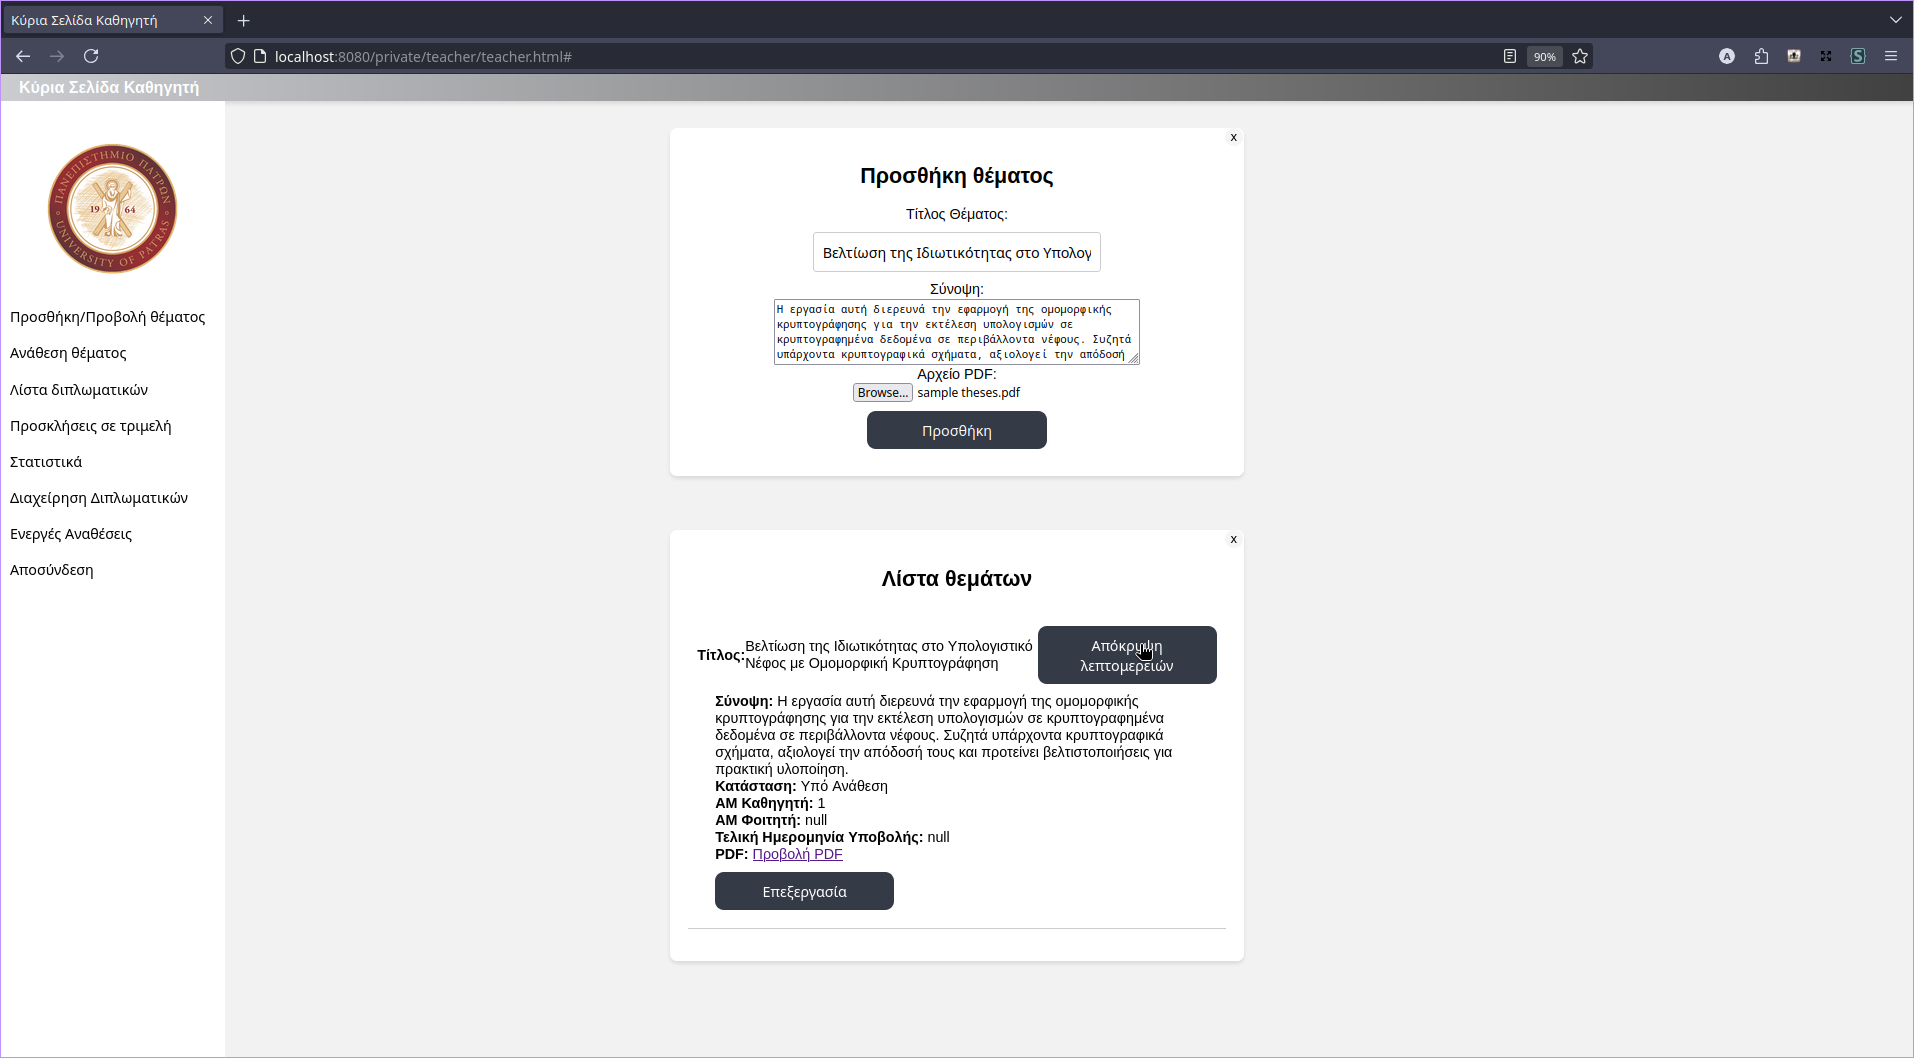 Κύρια Σελίδα Καθηγητή
localhost:8080/private/teacher/teacher.html#
90%
A
S
Κύρια Σελίδα Καθηγητή
ΠΑΝΕΠΙΣΤΗΜΙΟ ΠΑΤΡΩΝ
19 64
UNIVERSITY OF PATRAS
Προσθήκη/Προβολή θέματος
Ανάθεση θέματος
Λίστα διπλωματικών
Προσκλήσεις σε τριμελή
Στατιστικά
Διαχείρηση Διπλωματικών
Ενεργές Αναθέσεις
Αποσύνδεση
x
Προσθήκη θέματος
Τίτλος Θέματος:
Βελτίωση της Ιδιωτικότητας στο Υπολογ
Σύνοψη:
Η εργασία αυτή διερευνά την εφαρμογή της ομομορφικής
κρυπτογράφησης για την εκτέλεση υπολογισμών σε
κρυπτογραφημένα δεδομένα σε περιβάλλοντα νέφους. Συζητά
υπάρχοντα κρυπτογραφικά σχήματα, αξιολογεί την απόδοσή
Αρχείο PDF:
Browse... sample theses.pdf
Προσθήκη
x
Λίστα θεμάτων
Τίτλος: Βελτίωση της Ιδιωτικότητας στο Υπολογιστικό
Νέφος με Ομομορφική Κρυπτογράφηση
Απόκριψη
λεπτομερειών
Σύνοψη: Η εργασία αυτή διερευνά την εφαρμογή της ομομορφικής
κρυπτογράφησης για την εκτέλεση υπολογισμών σε κρυπτογραφημένα
δεδομένα σε περιβάλλοντα νέφους. Συζητά υπάρχοντα κρυπτογραφικά
σχήματα, αξιολογεί την απόδοσή τους και προτείνει βελτιστοποιήσεις για
πρακτική υλοποίηση.
Κατάσταση: Υπό Ανάθεση
ΑΜ Καθηγητή: 1
ΑΜ Φοιτητή: null
Τελική Ημερομηνία Υποβολής: null
PDF: Προβολή PDF
Επεξεργασία